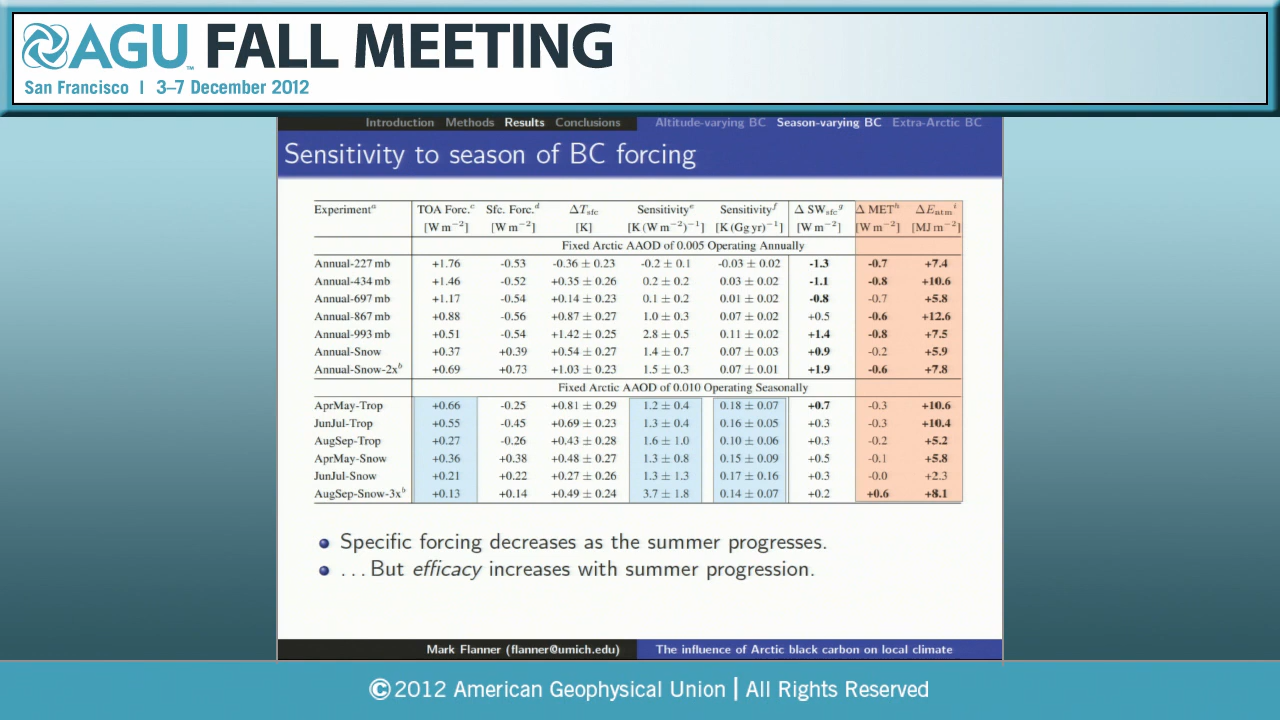 AGU™ FALL MEETING
San Francisco | 3–7 December 2012
Introduction Methods Results Conclusions Altitude-varying BC Season-varying BC Extra-Arctic BC
Sensitivity to season of BC forcing
Experimentᵃ TOA Forc.ᶜ Sfc. Forc.ᵈ ΔTsfc Sensitivityᵉ Sensitivityᶠ Δ SWsfcᵍ Δ METʰ ΔEatmⁱ
[W m⁻²] [W m⁻²] [K] [K (W m⁻²)⁻¹] [K (Gg yr)⁻¹] [W m⁻²] [W m⁻²] [MJ m⁻²]
Fixed Arctic AAOD of 0.005 Operating Annually
Annual-227 mb +1.76 -0.53 -0.36 ± 0.23 -0.2 ± 0.1 -0.03 ± 0.02 -1.3 -0.7 +7.4
Annual-434 mb +1.46 -0.52 +0.35 ± 0.26 0.2 ± 0.2 0.03 ± 0.02 -1.1 -0.8 +10.6
Annual-697 mb +1.17 -0.54 +0.14 ± 0.23 0.1 ± 0.2 0.01 ± 0.02 -0.8 -0.7 +5.8
Annual-867 mb +0.88 -0.56 +0.87 ± 0.27 1.0 ± 0.3 0.07 ± 0.02 +0.5 -0.6 +12.6
Annual-993 mb +0.51 -0.54 +1.42 ± 0.25 2.8 ± 0.5 0.11 ± 0.02 +1.4 -0.8 +7.5
Annual-Snow +0.37 +0.39 +0.54 ± 0.27 1.4 ± 0.7 0.07 ± 0.03 +0.9 -0.2 +5.9
Annual-Snow-2xᵇ +0.69 +0.73 +1.03 ± 0.23 1.5 ± 0.3 0.07 ± 0.01 +1.9 -0.6 +7.8
Fixed Arctic AAOD of 0.010 Operating Seasonally
AprMay-Trop +0.66 -0.25 +0.81 ± 0.29 1.2 ± 0.4 0.18 ± 0.07 +0.7 -0.3 +10.6
JunJul-Trop +0.55 -0.45 +0.69 ± 0.23 1.3 ± 0.4 0.16 ± 0.05 +0.3 -0.3 +10.4
AugSep-Trop +0.27 -0.26 +0.43 ± 0.28 1.6 ± 1.0 0.10 ± 0.06 +0.3 -0.2 +5.2
AprMay-Snow +0.36 +0.38 +0.48 ± 0.27 1.3 ± 0.8 0.15 ± 0.09 +0.5 -0.1 +5.8
JunJul-Snow +0.21 +0.22 +0.27 ± 0.26 1.3 ± 1.3 0.17 ± 0.16 +0.3 -0.0 +2.3
AugSep-Snow-3xᵇ +0.13 +0.14 +0.49 ± 0.24 3.7 ± 1.8 0.14 ± 0.07 +0.2 +0.6 +8.1
Specific forcing decreases as the summer progresses.
...But efficacy increases with summer progression.
Mark Flanner (flanner@umich.edu) The influence of Arctic black carbon on local climate
©2012 American Geophysical Union | All Rights Reserved